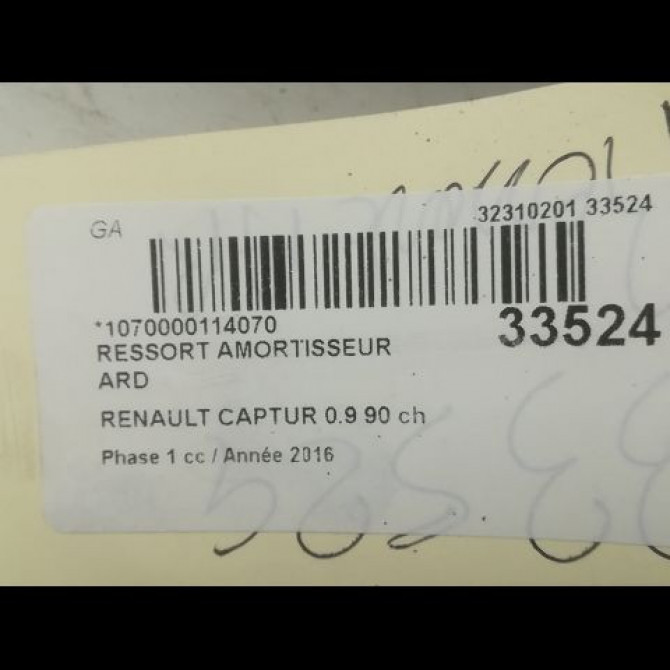 GA
32310201 33524
*1070000114070
33524
RESSORT AMORTISSEUR
ARD
RENAULT CAPTUR 0.9 90 ch
Phase 1 cc / Année 2016